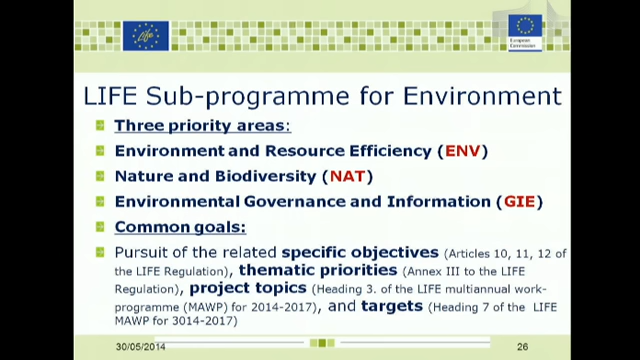 Life
European
Commission
LIFE Sub-programme for Environment
Three priority areas:
Environment and Resource Efficiency (ENV)
Nature and Biodiversity (NAT)
Environmental Governance and Information (GIE)
Common goals:
Pursuit of the related specific objectives (Articles 10, 11, 12 of
the LIFE Regulation), thematic priorities (Annex III to the LIFE
Regulation), project topics (Heading 3. of the LIFE multiannual work-
programme (MAWP) for 2014-2017), and targets (Heading 7 of the LIFE
MAWP for 3014-2017)
30/05/2014
26